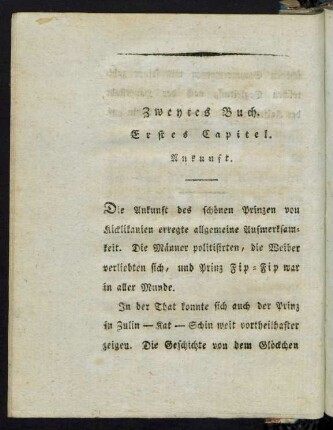 Zweytes Buch.
Erstes Capitel.
Ankunft.
Die Ankunft des schönen Prinzen von
Kicklikanien erregte allgemeine Aufmerksam-
keit. Die Männer politisirten, die Weiber
verliebten sich, und Prinz Fip-Fip war
in aller Munde.
In der That konnte sich auch der Prinz
in Zulin — Kat — Schin weit vortheilhafter
zeigen. Die Geschichte von dem Glöckchen